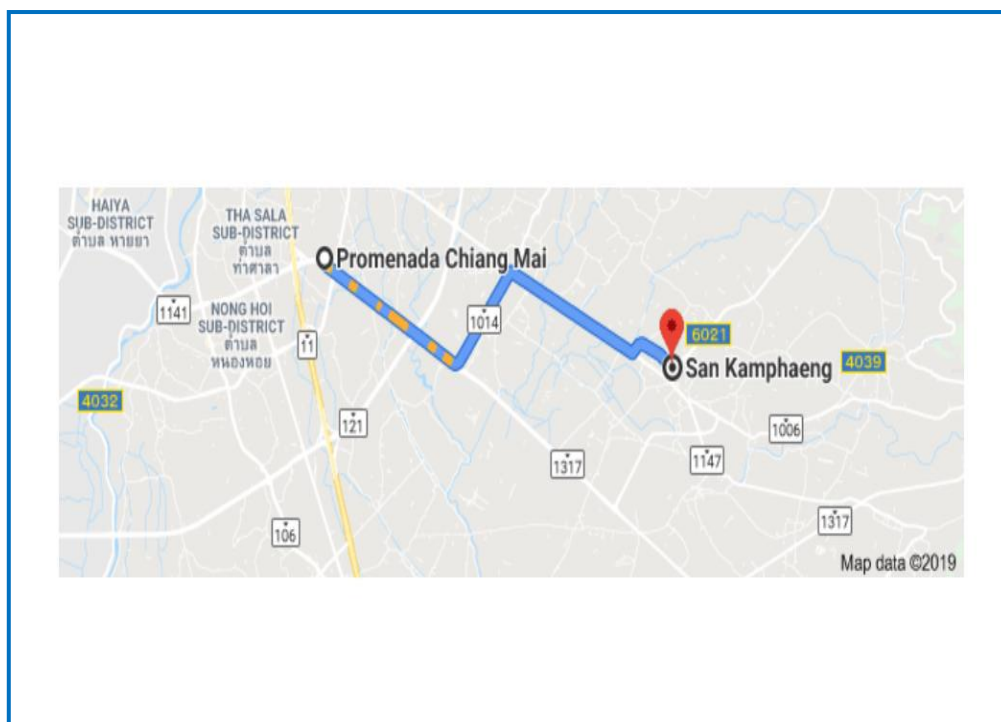 HAIYA
SUB-DISTRICT
ตำบล หายยา
THA SALA
SUB-DISTRICT
ตำบล
ท่าศาลา
Promenada Chiang Mai
1141
NONG HOI
SUB-DISTRICT
ตำบล
หนองหอย
11
1014
6021
San Kamphaeng
4039
4032
121
1006
1317
1147
106
1317
Map data ©2019